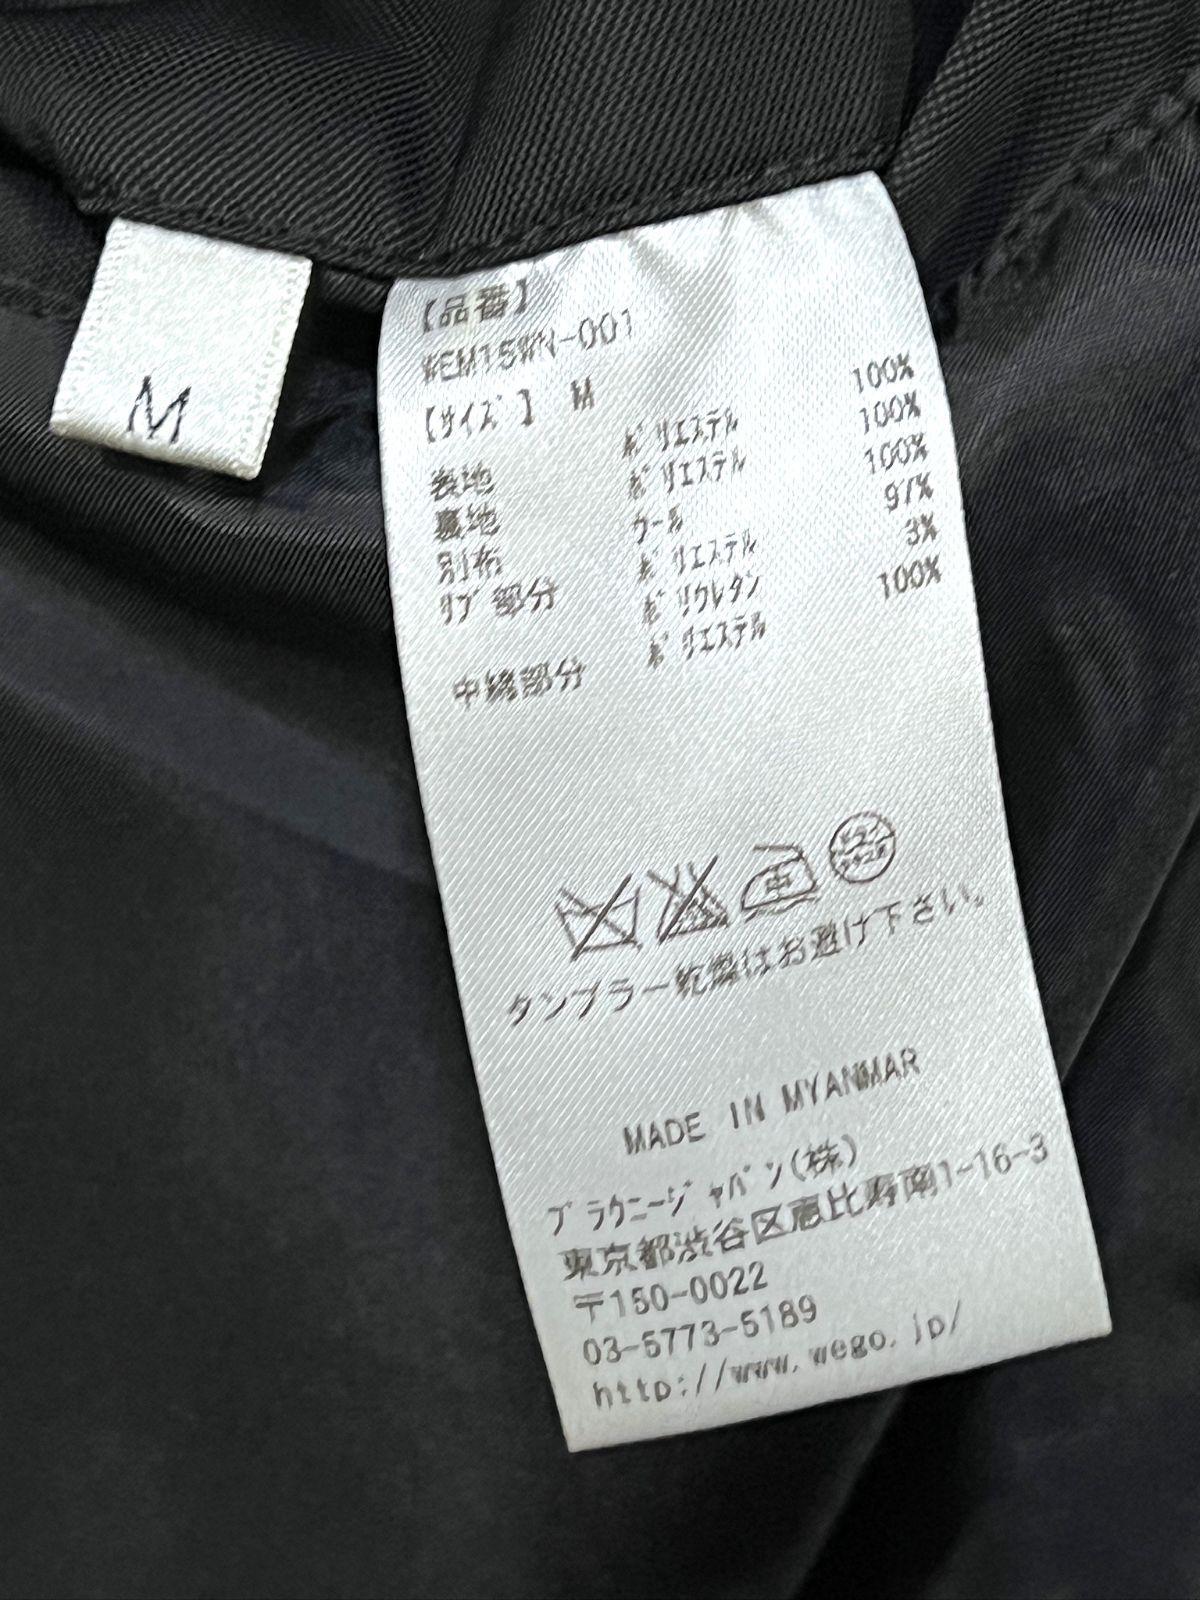 M
【品番】
WEM15WN-001
【サイズ】 M
表地 ポリエステル 100%
裏地 ポリエステル 100%
別布 ウール 100%
リブ部分 ポリエステル 97%
ポリウレタン 3%
中綿部分 ポリエステル 100%
中
ドライ
タンブラー乾燥はお避け下さい。
MADE IN MYANMAR
ブラクニージャパン(株)
東京都渋谷区恵比寿南1-16-3
〒150-0022
03-5773-5189
http://www.wego.jp/